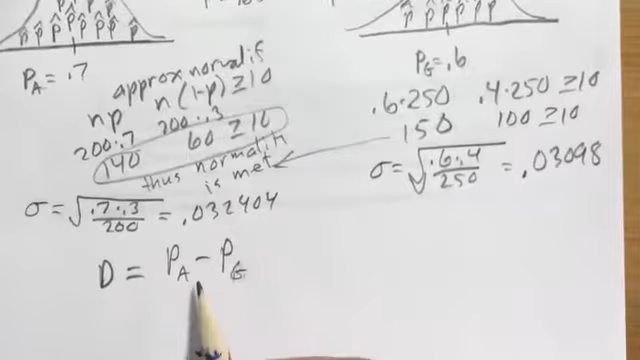 p̂ p̂ p̂ p̂ p̂
p̂ p̂ p̂ p̂ p̂
P_A = .7
approx normal if
np n(1-p) ≥ 10
200·.7 200·.3
140 60 ≥ 10
thus normality
is met
σ = √(.7·.3/200) = .032404
D = P_A - P_G
p̂ p̂ p̂ p̂ p̂ p̂
P_G = .6
.6·250 .4·250 ≥ 10
150 100 ≥ 10
σ = √(.6·.4/250) = .03098